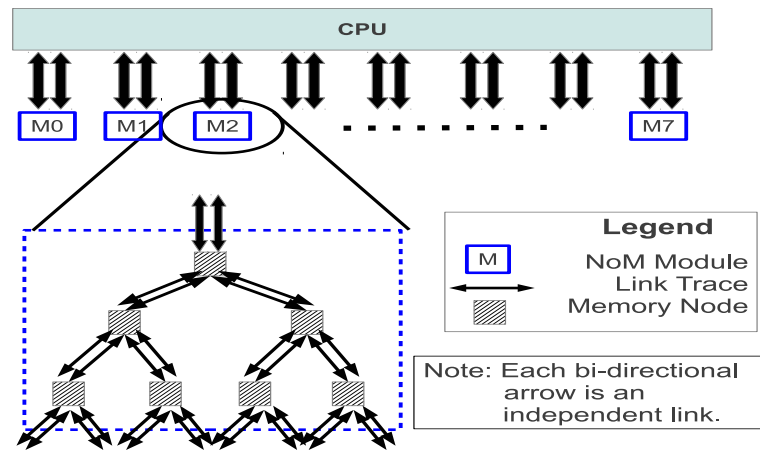 CPU
M0
M1
M2
M7
Legend
M
NoM Module
Link Trace
Memory Node
Note: Each bi-directional
arrow is an
independent link.